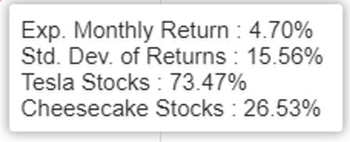 Exp. Monthly Return : 4.70%
Std. Dev of Returns : 15.56%
Tesla Stocks : 73.47%
Cheesecake Stocks : 26.53%